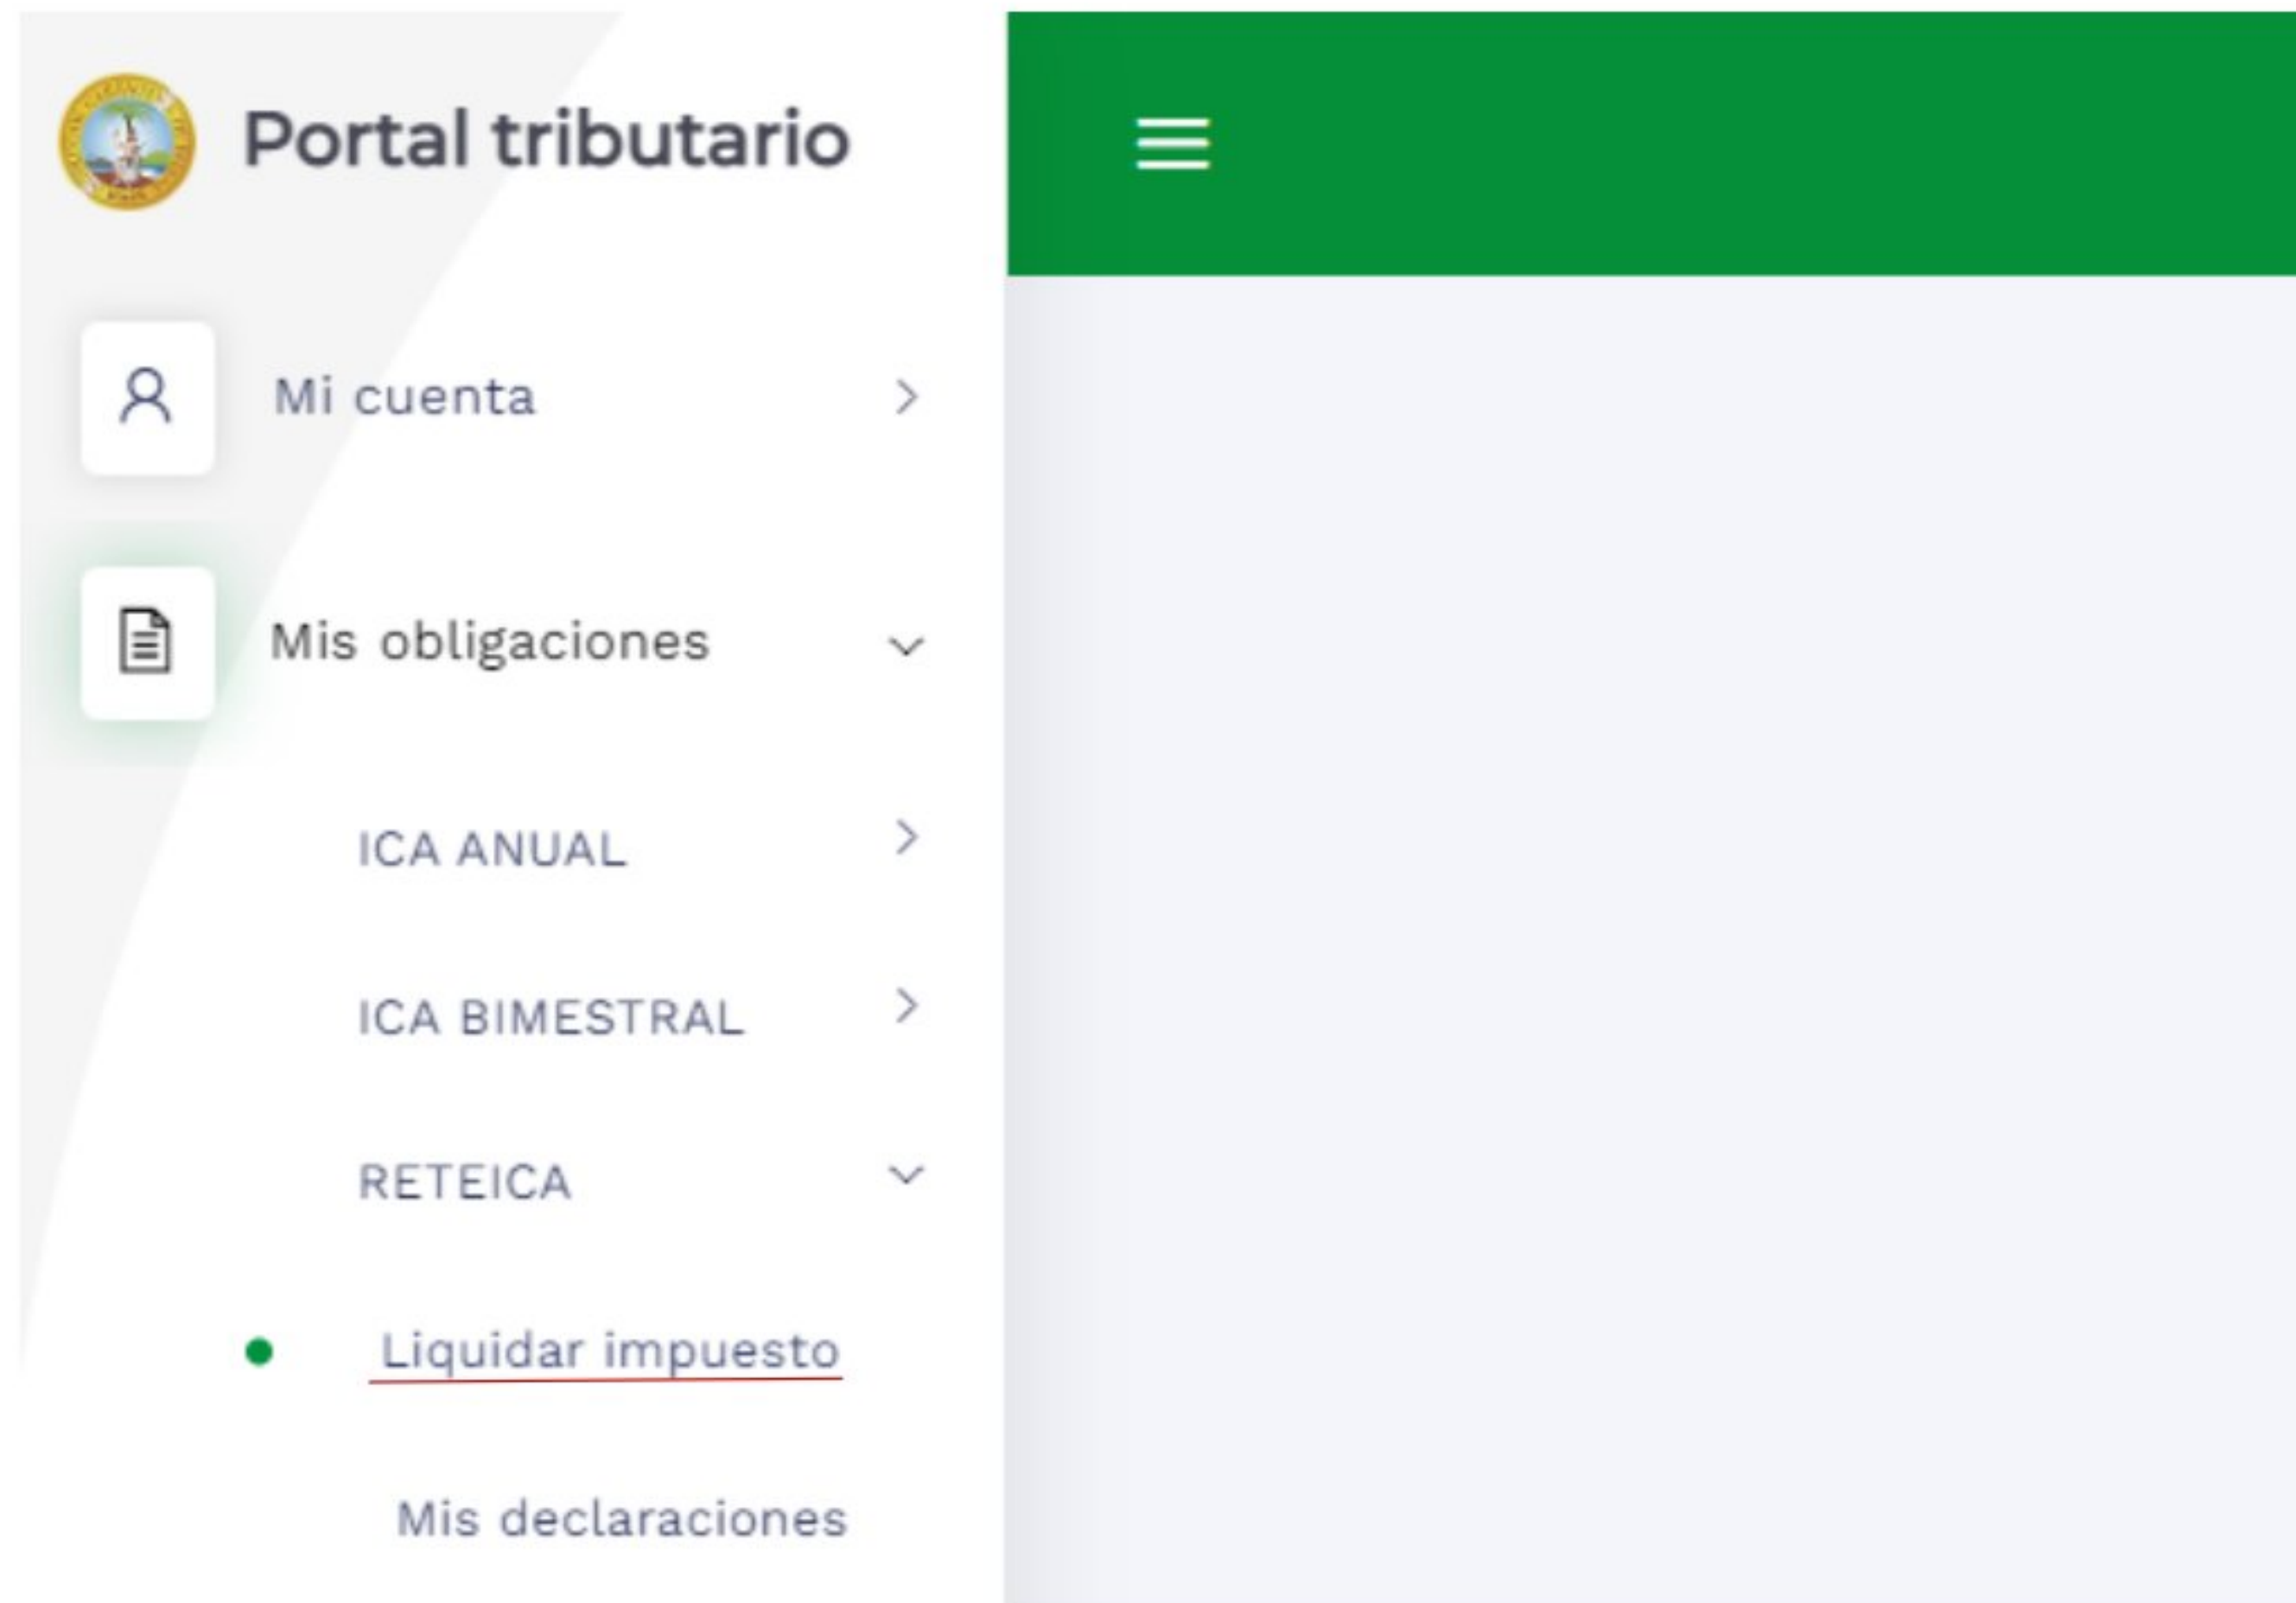 Portal tributario
Mi cuenta
Mis obligaciones
ICA ANUAL
ICA BIMESTRAL
RETEICA
Liquidar impuesto
Mis declaraciones